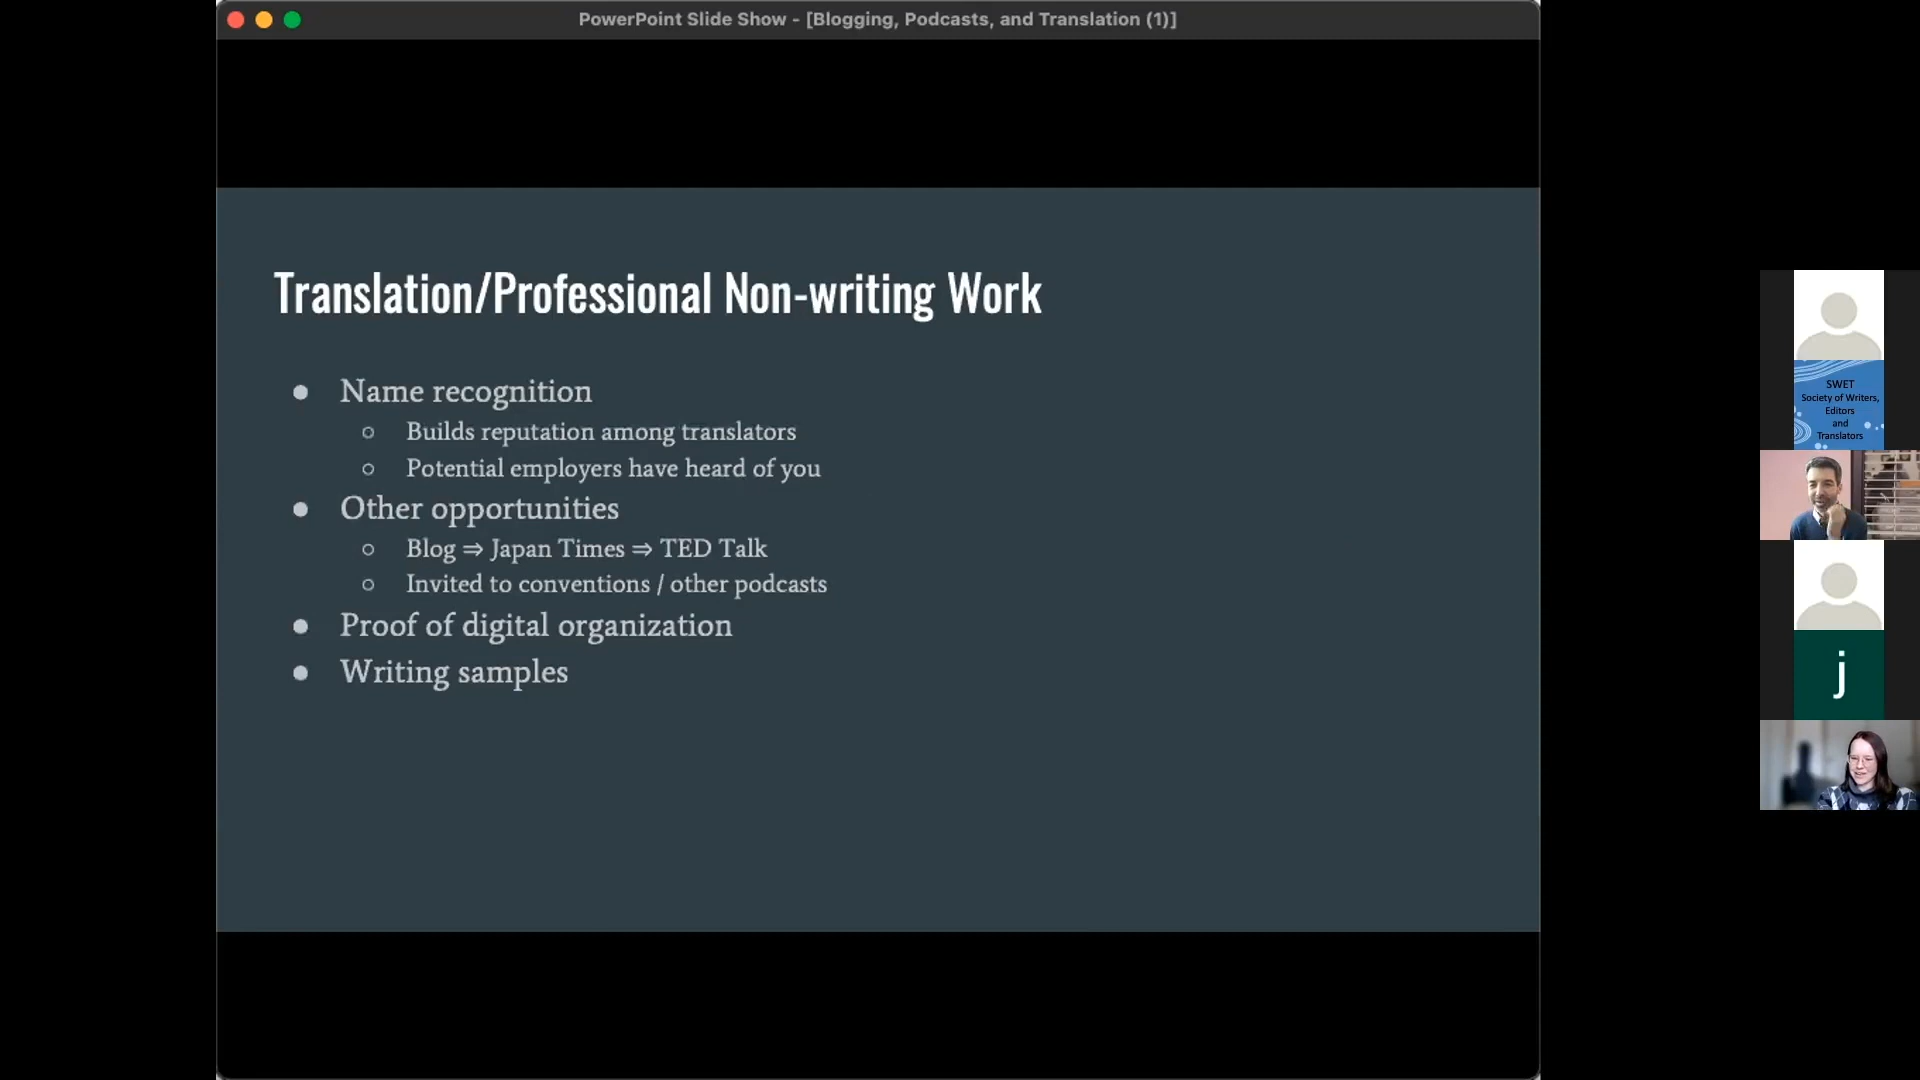 PowerPoint Slide Show - [Blogging, Podcasts, and Translation (1)]
Translation/Professional Non-writing Work
● Name recognition
○ Builds reputation among translators
○ Potential employers have heard of you
● Other opportunities
○ Blog ⇒ Japan Times ⇒ TED Talk
○ Invited to conventions / other podcasts
● Proof of digital organization
● Writing samples
SWET
Society of Writers,
Editors
and
Translators
j